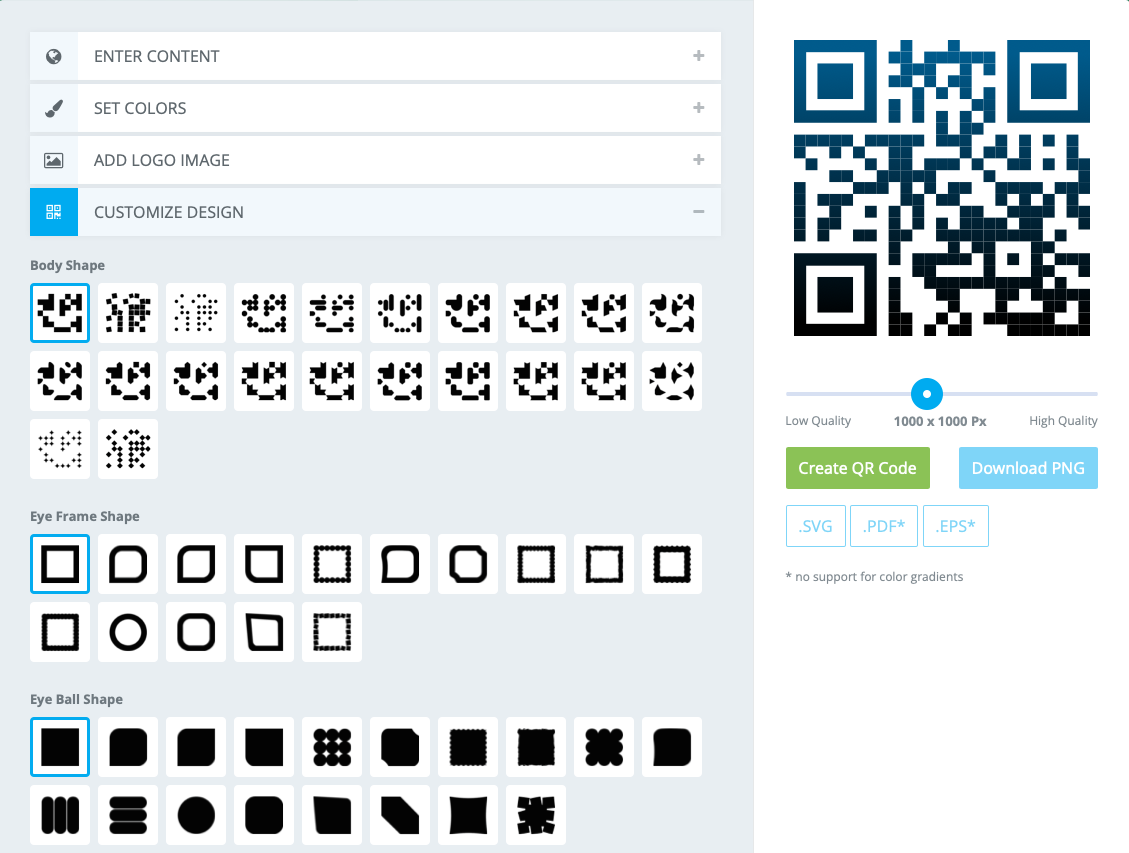 ENTER CONTENT
SET COLORS
ADD LOGO IMAGE
CUSTOMIZE DESIGN
Body Shape
Eye Frame Shape
Eye Ball Shape
Low Quality 1000 x 1000 Px High Quality
Create QR Code Download PNG
.SVG .PDF* .EPS*
* no support for color gradients